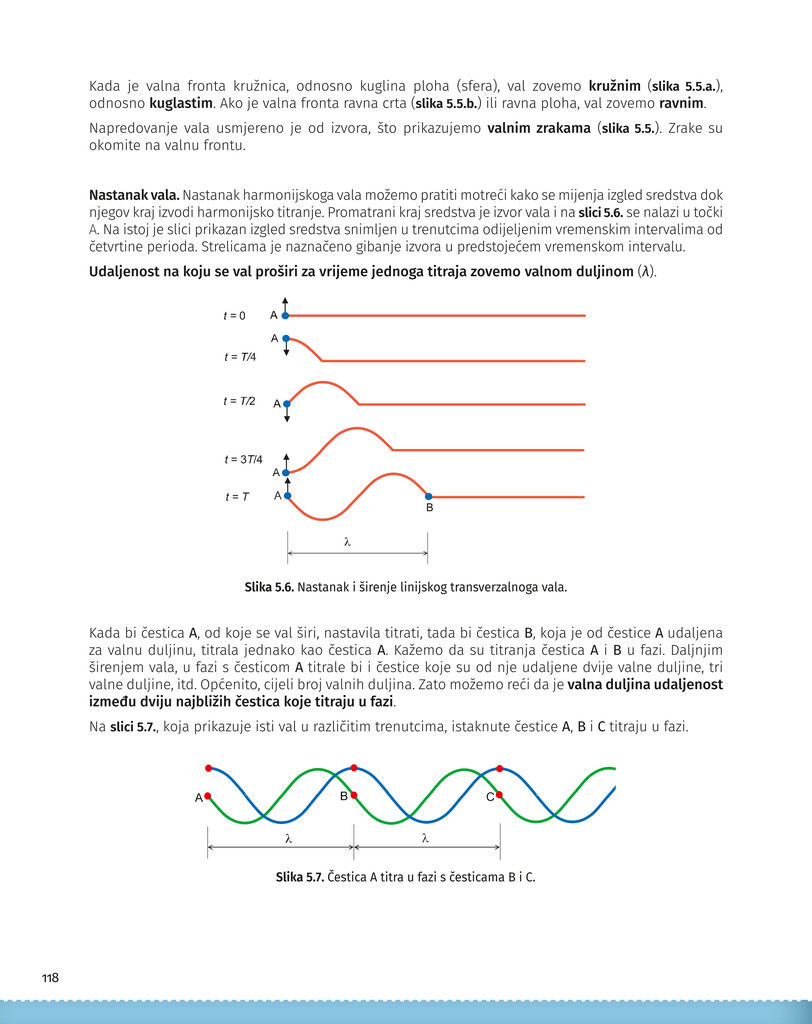 Kada je valna fronta kružnica, odnosno kuglina ploha (sfera), val zovemo kružnim (slika 5.5.a.),
odnosno kuglastim. Ako je valna fronta ravna crta (slika 5.5.b.) ili ravna ploha, val zovemo ravnim.
Napredovanje vala usmjereno je od izvora, što prikazujemo valnim zrakama (slika 5.5.). Zrake su
okomite na valnu frontu.
Nastanak vala. Nastanak harmonijskoga vala možemo pratiti motreći kako se mijenja izgled sredstva dok
njegov kraj izvodi harmonijsko titranje. Promatrani kraj sredstva je izvor vala i na slici 5.6. se nalazi u točki
A. Na istoj je slici prikazan izgled sredstva snimljen u trenutcima odijeljenim vremenskim intervalima od
četvrtine perioda. Strelicama je naznačeno gibanje izvora u predstojećem vremenskom intervalu.
Udaljenost na koju se val proširi za vrijeme jednoga titraja zovemo valnom duljinom (λ).
t = 0 A
A
t = T/4
t = T/2 A
t = 3T/4
A
t = T A
B
λ
Slika 5.6. Nastanak i širenje linijskog transverzalnoga vala.
Kada bi čestica A, od koje se val širi, nastavila titrati, tada bi čestica B, koja je od čestice A udaljena
za valnu duljinu, titrala jednako kao čestica A. Kažemo da su titranja čestica A i B u fazi. Daljnjim
širenjem vala, u fazi s česticom A titrale bi i čestice koje su od nje udaljene dvije valne duljine, tri
valne duljine, itd. Općenito, cijeli broj valnih duljina. Zato možemo reći da je valna duljina udaljenost
između dviju najbližih čestica koje titraju u fazi.
Na slici 5.7., koja prikazuje isti val u različitim trenutcima, istaknute čestice A, B i C titraju u fazi.
A B C
λ λ
Slika 5.7. Čestica A titra u fazi s česticama B i C.
118